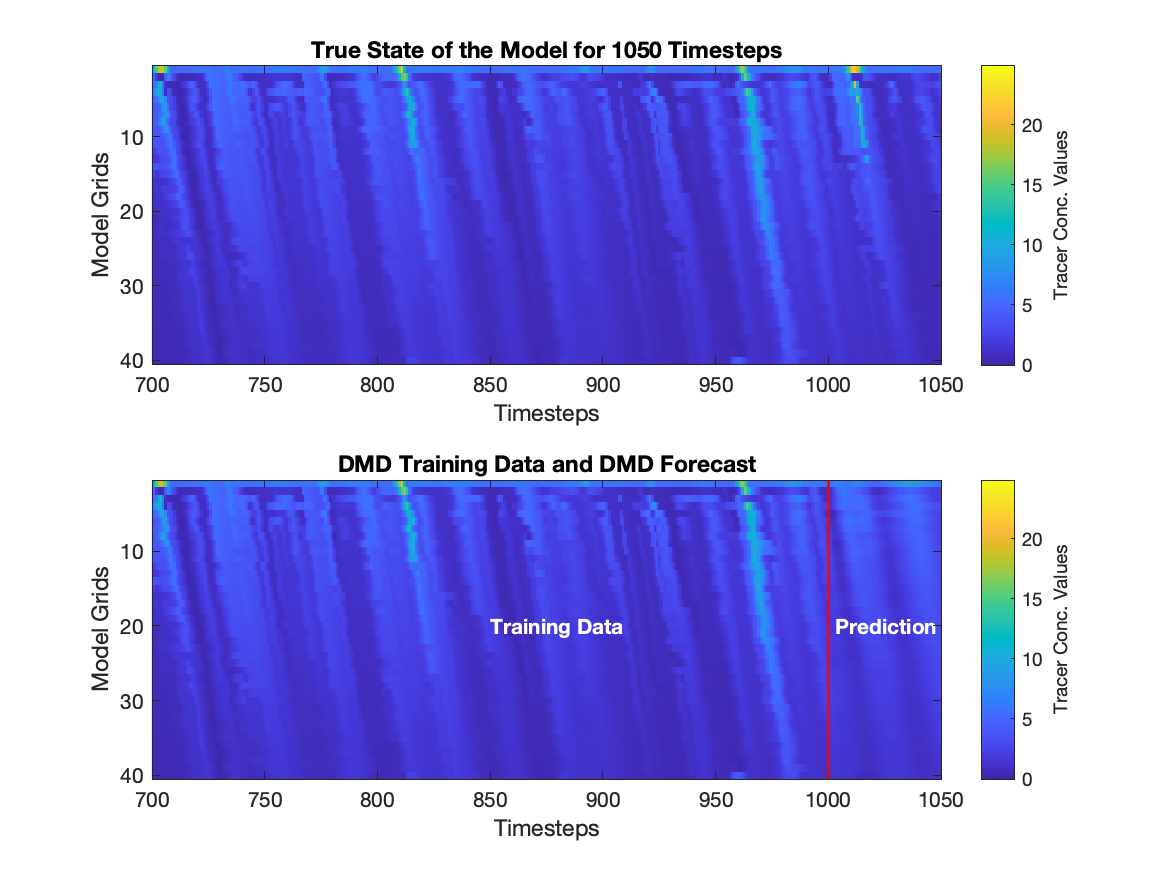 True State of the Model for 1050 Timesteps
Model Grids
10
20
30
40
700 750 800 850 900 950 1000 1050
Timesteps
20
15
10
5
0
Tracer Conc. Values
DMD Training Data and DMD Forecast
Model Grids
10
20
30
40
Training Data
Prediction
700 750 800 850 900 950 1000 1050
Timesteps
20
15
10
5
0
Tracer Conc. Values